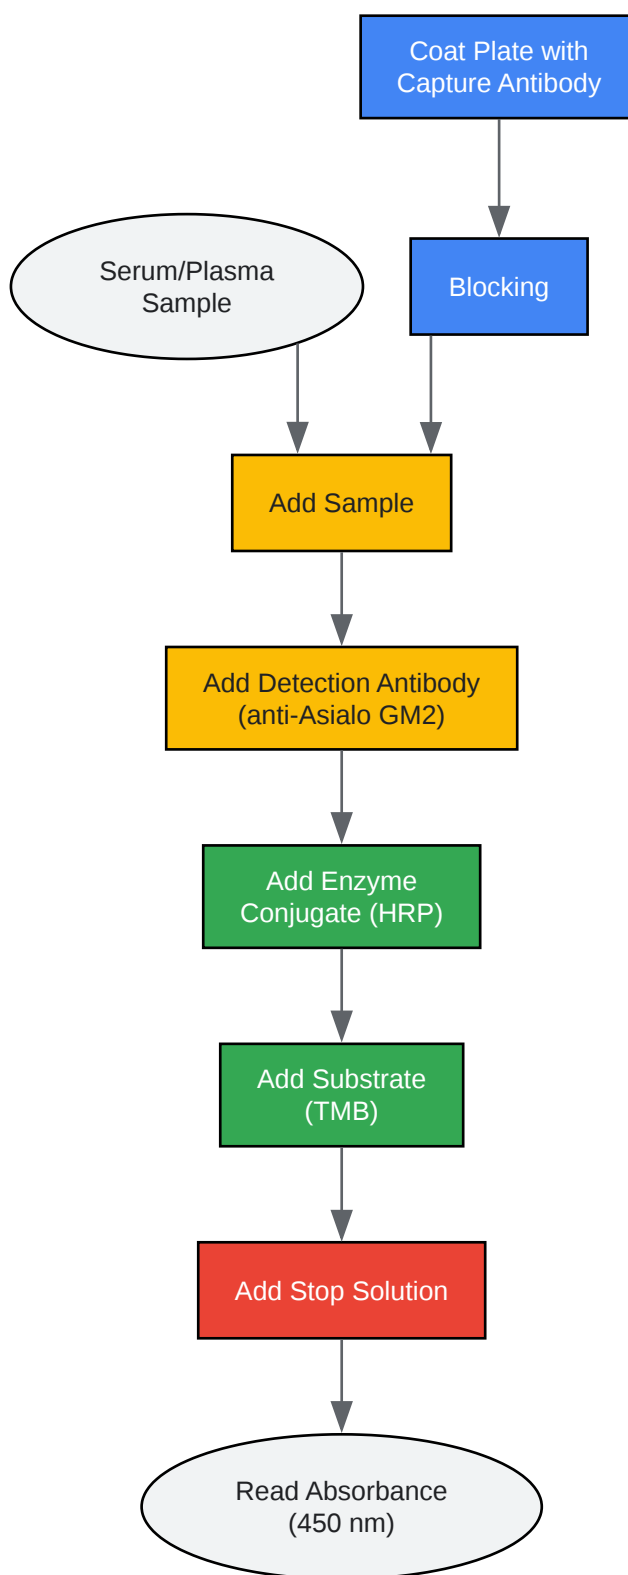 Coat Plate with
Capture Antibody
Serum/Plasma
Sample
Blocking
Add Sample
Add Detection Antibody
(anti-Asialo GM2)
Add Enzyme
Conjugate (HRP)
Add Substrate
(TMB)
Add Stop Solution
Read Absorbance
(450 nm)